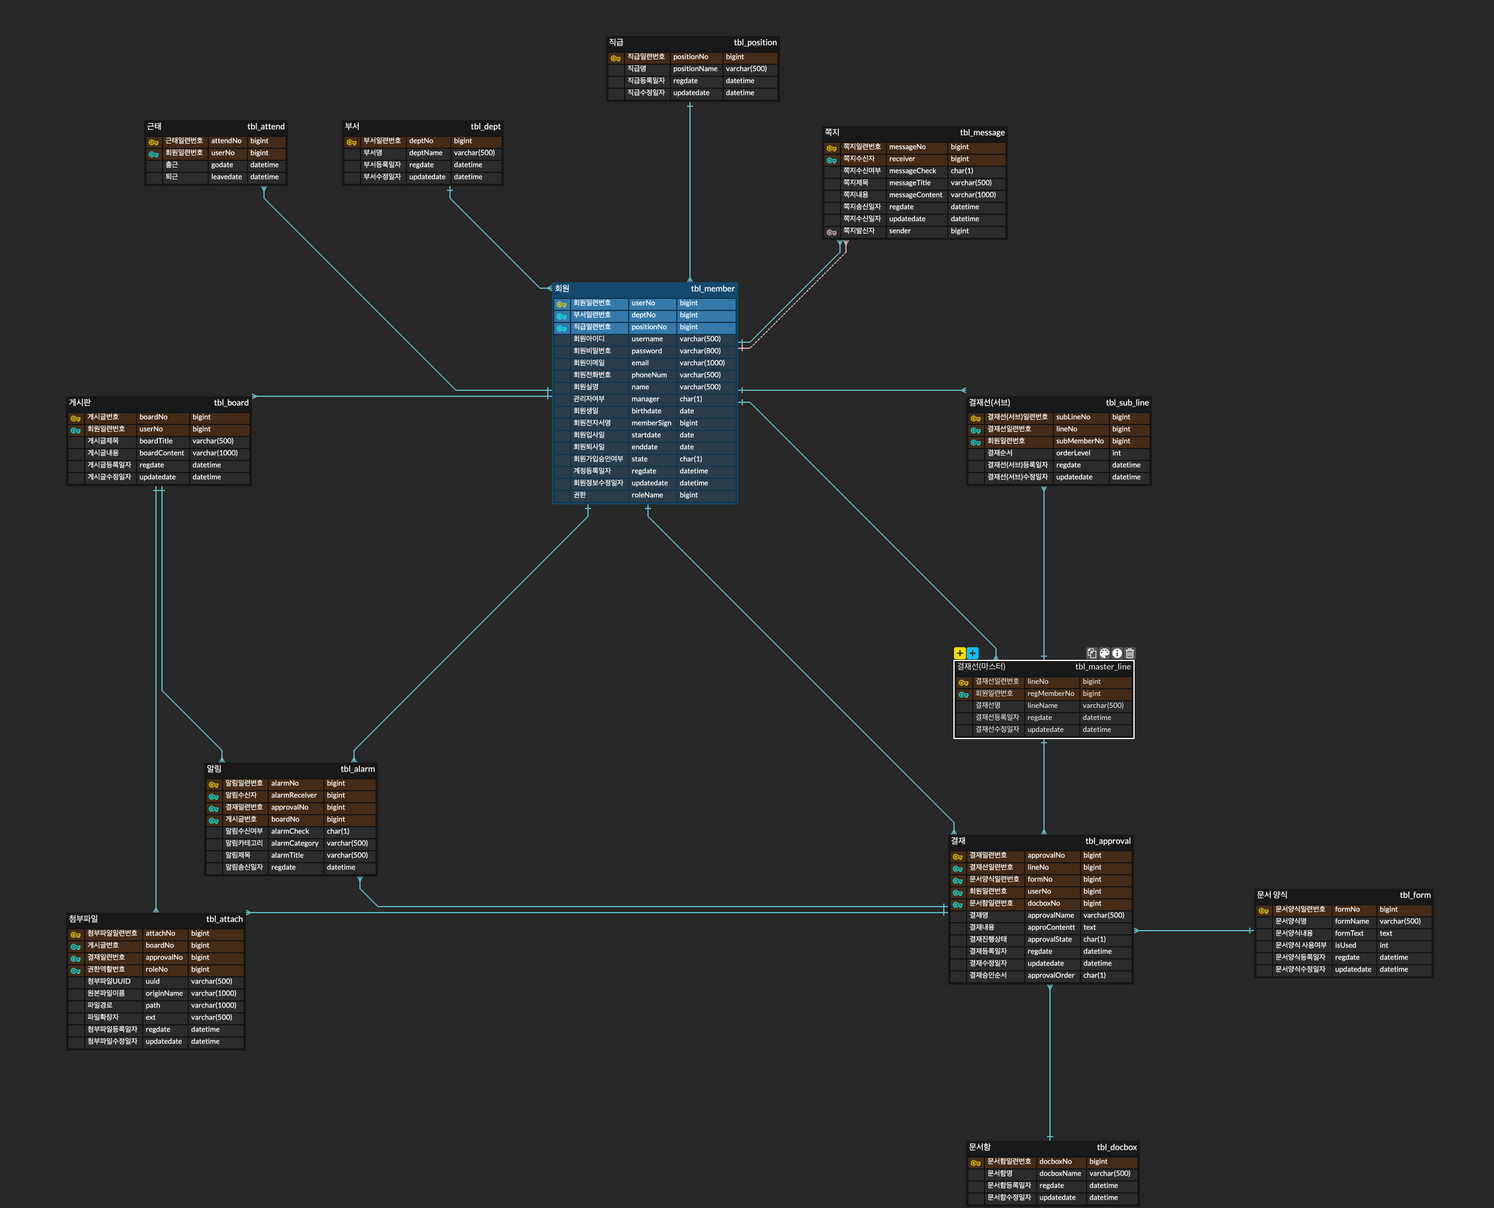 직급 tbl_position
직급일련번호 positionNo bigint
직급명 positionName varchar(500)
직급등록일자 regdate datetime
직급수정일자 updatedate datetime
근태 tbl_attend
근태일련번호 attendNo bigint
회원일련번호 userNo bigint
출근 godate datetime
퇴근 leavedate datetime
부서 tbl_dept
부서일련번호 deptNo bigint
부서명 deptName varchar(500)
부서등록일자 regdate datetime
부서수정일자 updatedate datetime
쪽지 tbl_message
쪽지일련번호 messageNo bigint
쪽지수신자 receiver bigint
쪽지수신여부 messageCheck char(1)
쪽지제목 messageTitle varchar(500)
쪽지내용 messageContent varchar(1000)
쪽지송신일자 regdate datetime
쪽지수신일자 updatedate datetime
쪽지발신자 sender bigint
회원 tbl_member
회원일련번호 userNo bigint
부서일련번호 deptNo bigint
직급일련번호 positionNo bigint
회원아이디 username varchar(500)
회원비밀번호 password varchar(800)
회원이메일 email varchar(1000)
회원전화번호 phoneNum varchar(500)
회원실명 name varchar(500)
관리자여부 manager char(1)
회원생일 birthdate date
회원전자서명 memberSign bigint
회원입사일 startdate date
회원퇴사일 enddate date
회원가입승인여부 state char(1)
계정등록일자 regdate datetime
회원정보수정일자 updatedate datetime
권한 roleName bigint
게시판 tbl_board
게시글번호 boardNo bigint
회원일련번호 userNo bigint
게시글제목 boardTitle varchar(500)
게시글내용 boardContent varchar(1000)
게시글등록일자 regdate datetime
게시글수정일자 updatedate datetime
결재선(서브) tbl_sub_line
결재선(서브)일련번호 subLineNo bigint
결재선일련번호 lineNo bigint
회원일련번호 subMemberNo bigint
결재순서 orderLevel int
결재선(서브)등록일자 regdate datetime
결재선(서브)수정일자 updatedate datetime
결재선(마스터) tbl_master_line
결재선일련번호 lineNo bigint
회원일련번호 regMemberNo bigint
결재선명 lineName varchar(500)
결재선등록일자 regdate datetime
결재선수정일자 updatedate datetime
알림 tbl_alarm
알림일련번호 alarmNo bigint
알림수신자 alarmReceiver bigint
결재일련번호 approvalNo bigint
게시글번호 boardNo bigint
알림수신여부 alarmCheck char(1)
알림카테고리 alarmCategory varchar(500)
알림제목 alarmTitle varchar(500)
알림송신일자 regdate datetime
결재 tbl_approval
결재일련번호 approvalNo bigint
결재선일련번호 lineNo bigint
문서양식일련번호 formNo bigint
회원일련번호 userNo bigint
문서함일련번호 docboxNo bigint
결재명 approvalName varchar(500)
결재내용 approContentt text
결재진행상태 approvalState char(1)
결재등록일자 regdate datetime
결재수정일자 updatedate datetime
결재승인순서 approvalOrder char(1)
문서 양식 tbl_form
문서양식일련번호 formNo bigint
문서양식명 formName varchar(500)
문서양식내용 formText text
문서양식 사용여부 isUsed int
문서양식등록일자 regdate datetime
문서양식수정일자 updatedate datetime
첨부파일 tbl_attach
첨부파일일련번호 attachNo bigint
게시글번호 boardNo bigint
결재일련번호 approvalNo bigint
권한역할번호 roleNo bigint
첨부파일UUID uuid varchar(500)
원본파일이름 originName varchar(1000)
파일경로 path varchar(1000)
파일확장자 ext varchar(500)
첨부파일등록일자 regdate datetime
첨부파일수정일자 updatedate datetime
문서함 tbl_docbox
문서함일련번호 docboxNo bigint
문서함명 docboxName varchar(500)
문서함등록일자 regdate datetime
문서함수정일자 updatedate datetime